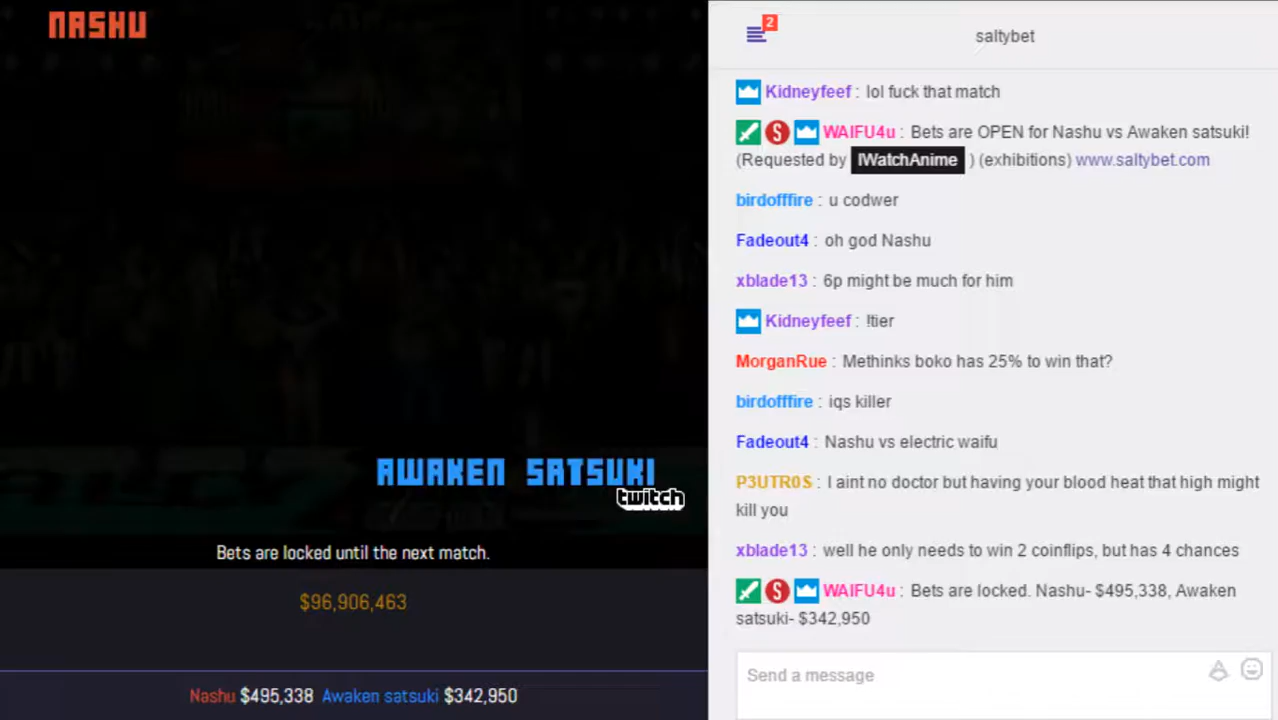 NASHU
AWAKEN SATSUKI
twitch
Bets are locked until the next match.
$96,906,463
Nashu $495,338 Awaken satsuki $342,950
2
saltybet
Kidneyfeef : lol fuck that match
S WAIFU4u : Bets are OPEN for Nashu vs Awaken satsuki!
(Requested by IWatchAnime ) (exhibitions) www.saltybet.com
birdofffire : u codwer
Fadeout4 : oh god Nashu
xblade13 : 6p might be much for him
Kidneyfeef : !tier
MorganRue : Methinks boko has 25% to win that?
birdofffire : iqs killer
Fadeout4 : Nashu vs electric waifu
P3UTR0S : I aint no doctor but having your blood heat that high might
kill you
xblade13 : well he only needs to win 2 coinflips, but has 4 chances
S WAIFU4u : Bets are locked. Nashu- $495,338, Awaken
satsuki- $342,950
Send a message